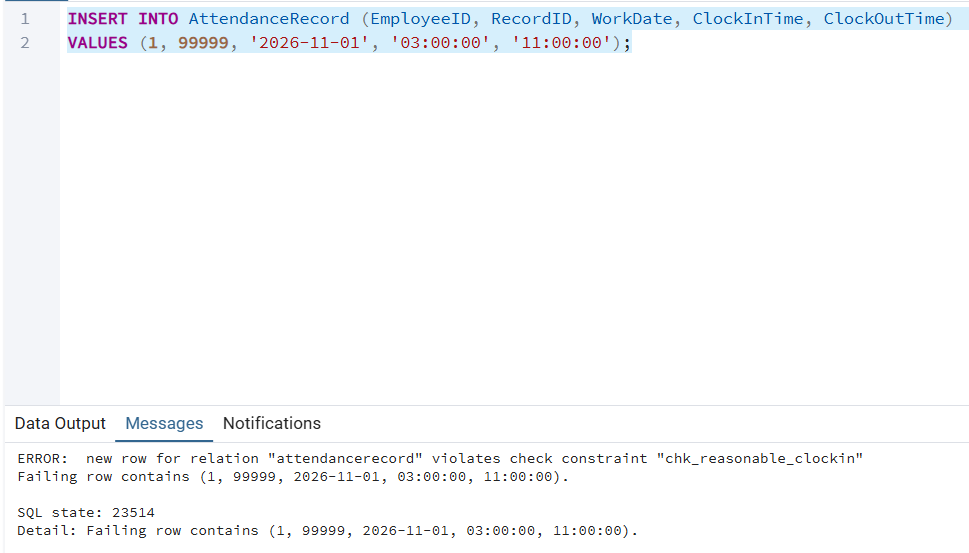 1 INSERT INTO AttendanceRecord (EmployeeID, RecordID, WorkDate, ClockInTime, ClockOutTime)
2 VALUES (1, 99999, '2026-11-01', '03:00:00', '11:00:00');
Data Output Messages Notifications
ERROR:  new row for relation "attendancerecord" violates check constraint "chk_reasonable_clockin"
Failing row contains (1, 99999, 2026-11-01, 03:00:00, 11:00:00).
SQL state: 23514
Detail: Failing row contains (1, 99999, 2026-11-01, 03:00:00, 11:00:00).